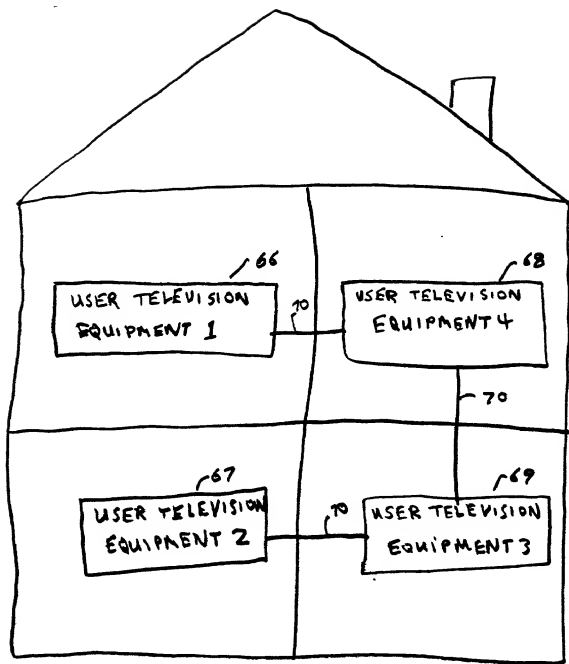 66
USER TELEVISION
EQUIPMENT 1
70
68
USER TELEVISION
EQUIPMENT 4
70
67
USER TELEVISION
EQUIPMENT 2
70
69
USER TELEVISION
EQUIPMENT 3